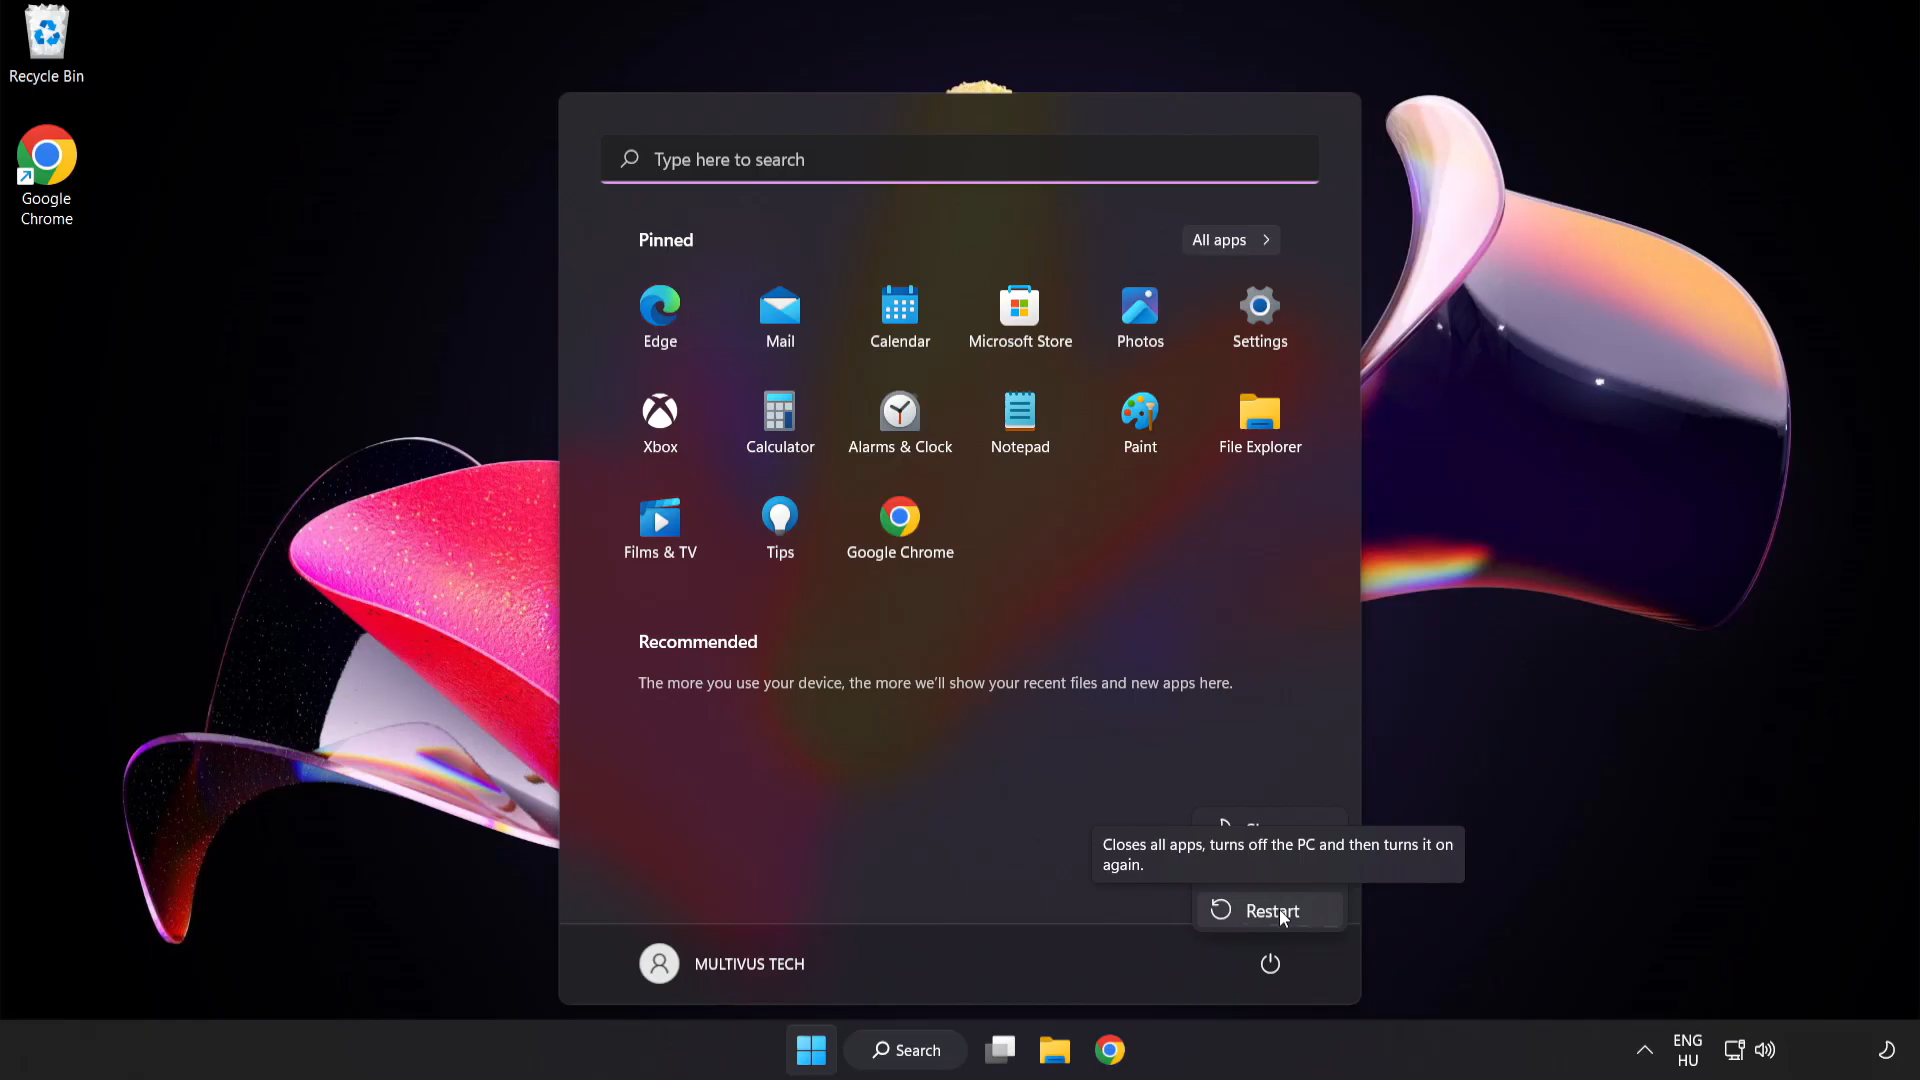 Recycle Bin
Google
Chrome
Type here to search
Pinned
All apps
Edge
Mail
Calendar
Microsoft Store
Photos
Settings
Xbox
Calculator
Alarms & Clock
Notepad
Paint
File Explorer
Films & TV
Tips
Google Chrome
Recommended
The more you use your device, the more we'll show your recent files and new apps here.
Closes all apps, turns off the PC and then turns it on
again.
Restart
MULTIVUS TECH
Search
ENG
HU